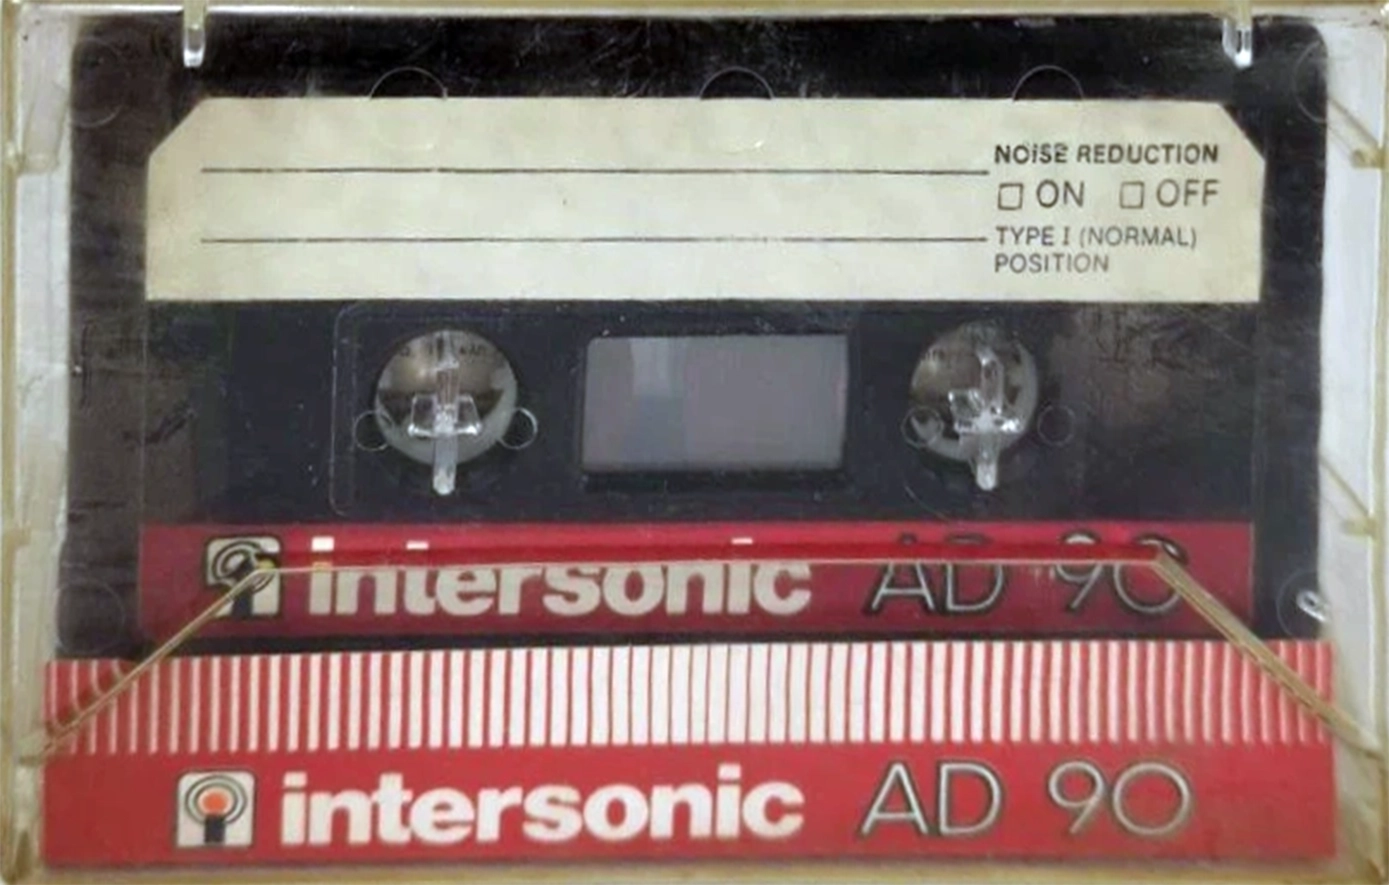 NOISE REDUCTION
☐ ON ☐ OFF
TYPE I (NORMAL)
POSITION
intersonic AD 90
intersonic AD 90